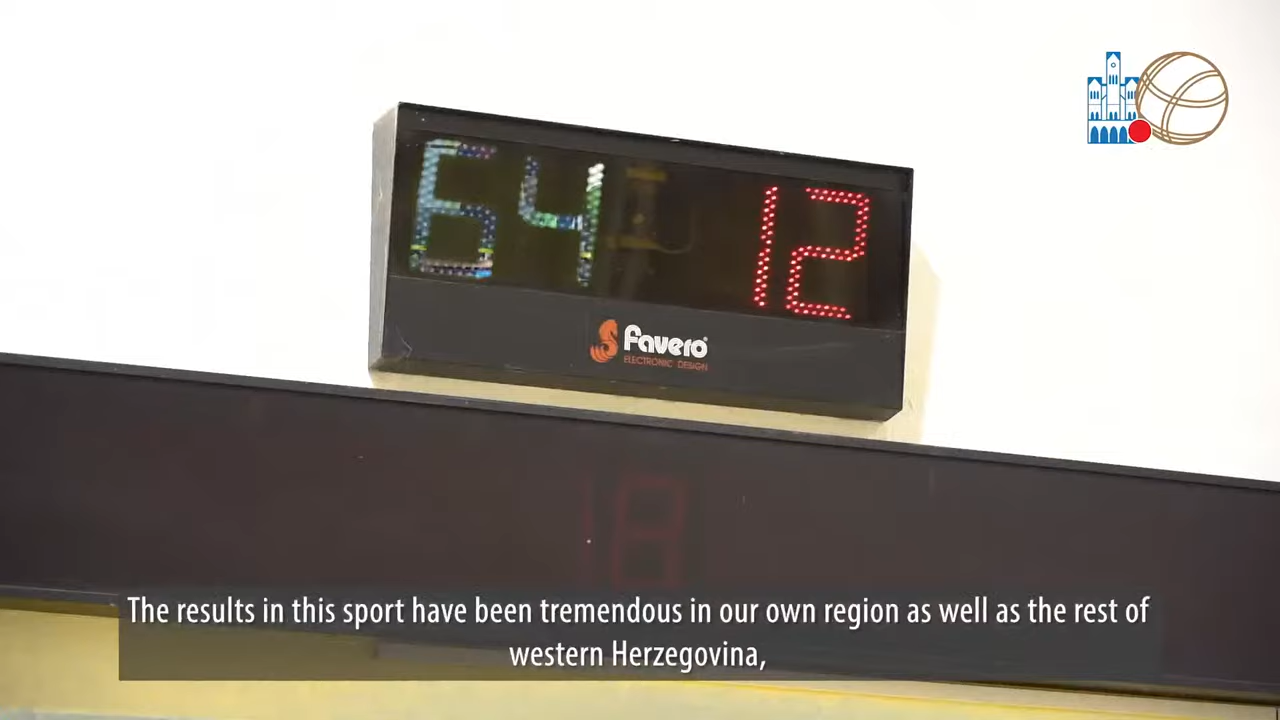 64 12
favero
ELECTRONIC DESIGN
18
The results in this sport have been tremendous in our own region as well as the rest of
western Herzegovina,